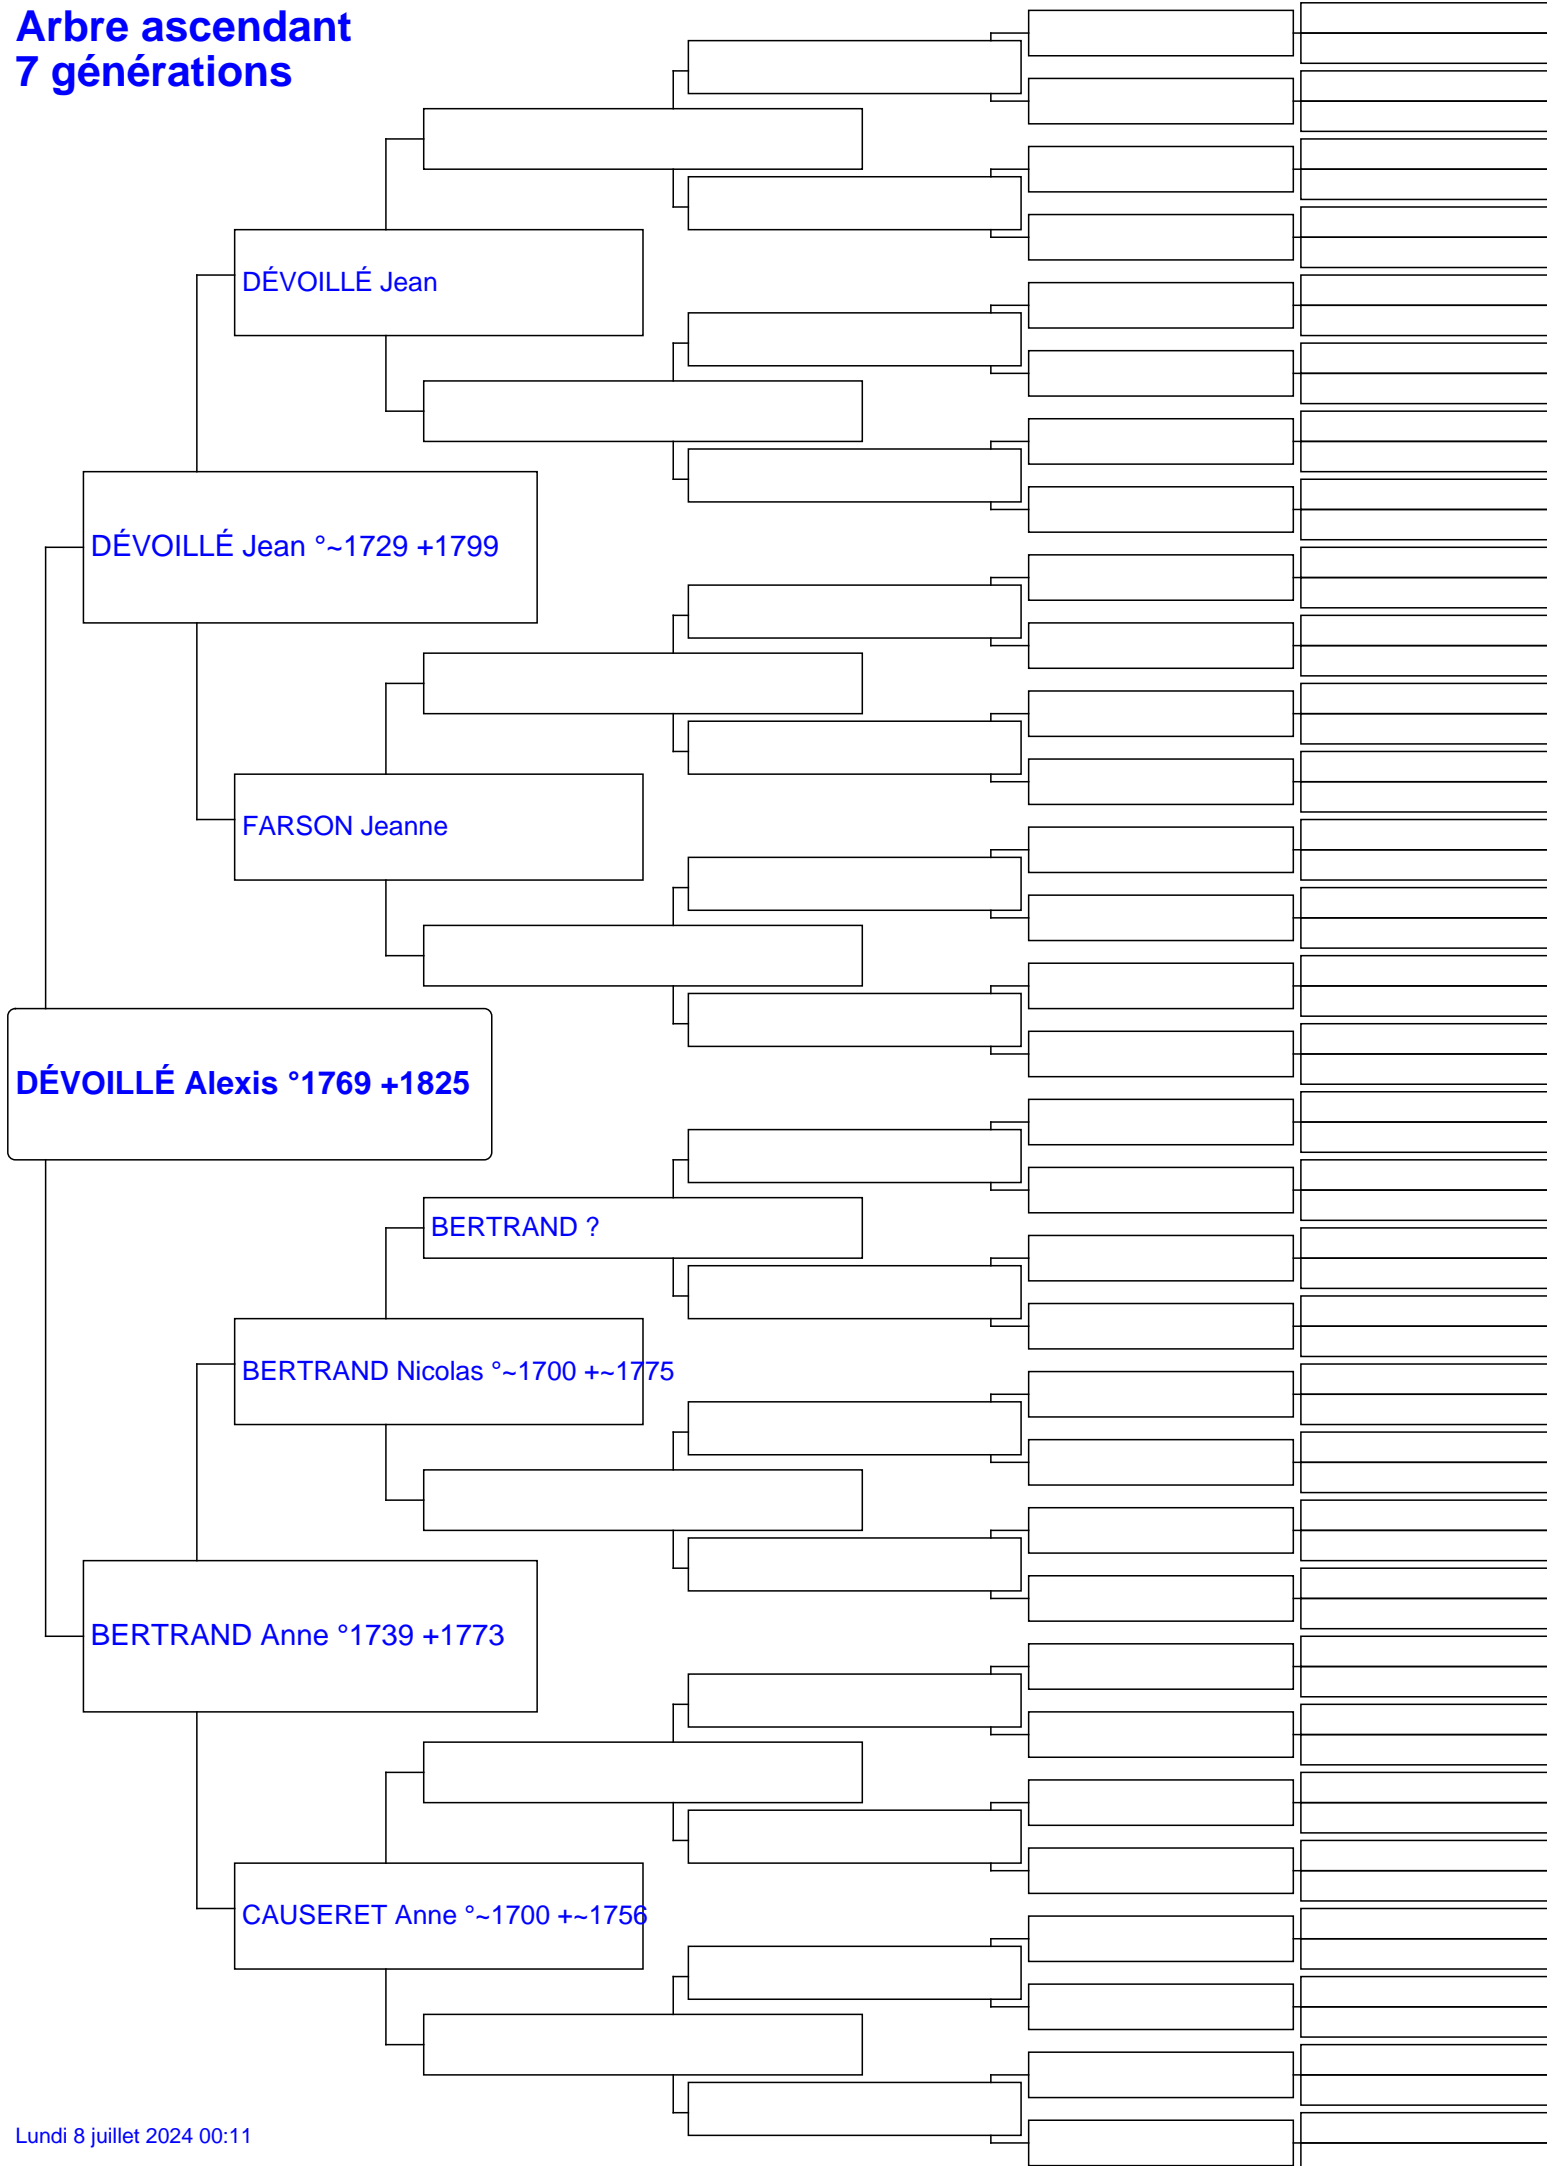 Arbre ascendant
7 générations
DÉVOILLÉ Jean
DÉVOILLÉ Jean °~1729 +1799
FARSON Jeanne
DÉVOILLÉ Alexis °1769 +1825
BERTRAND ?
BERTRAND Nicolas °~1700 +~1775
BERTRAND Anne °1739 +1773
CAUSERET Anne °~1700 +~1756
Lundi 8 juillet 2024 00:11